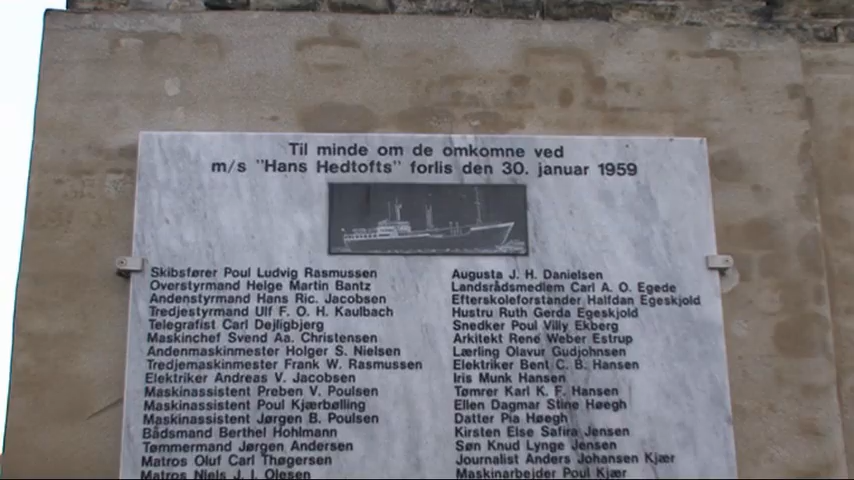 Til minde om de omkomne ved
m/s "Hans Hedtofts" forlis den 30. januar 1959
Skibsfører Poul Ludvig Rasmussen
Overstyrmand Helge Martin Bantz
Andenstyrmand Hans Ric. Jacobsen
Tredjestyrmand Ulf F. O. H. Kaulbach
Telegrafist Carl Dejligbjerg
Maskinchef Svend Aa. Christensen
Andenmaskinmester Holger S. Nielsen
Tredjemaskinmester Frank W. Rasmussen
Elektriker Andreas V. Jacobsen
Maskinassistent Preben V. Poulsen
Maskinassistent Poul Kjærbølling
Maskinassistent Jørgen B. Poulsen
Bådsmand Berthel Hohlmann
Tømmermand Jørgen Andersen
Matros Oluf Carl Thøgersen
Matros Niels J. J. Olesen
Augusta J. H. Danielsen
Landsrådsmedlem Carl A. O. Egede
Efterskoleforstander Halfdan Egeskjold
Hustru Ruth Gerda Egeskjold
Snedker Poul Villy Ekberg
Arkitekt René Weber Estrup
Lærling Olavur Gudjohnsen
Elektriker Bent C. B. Hansen
Iris Munk Hansen
Tømrer Karl K. F. Hansen
Ellen Dagmar Stine Høegh
Datter Pia Høegh
Kirsten Else Safira Jensen
Søn Knud Lynge Jensen
Journalist Anders Johansen Kjær
Maskinarbejder Poul Kjær